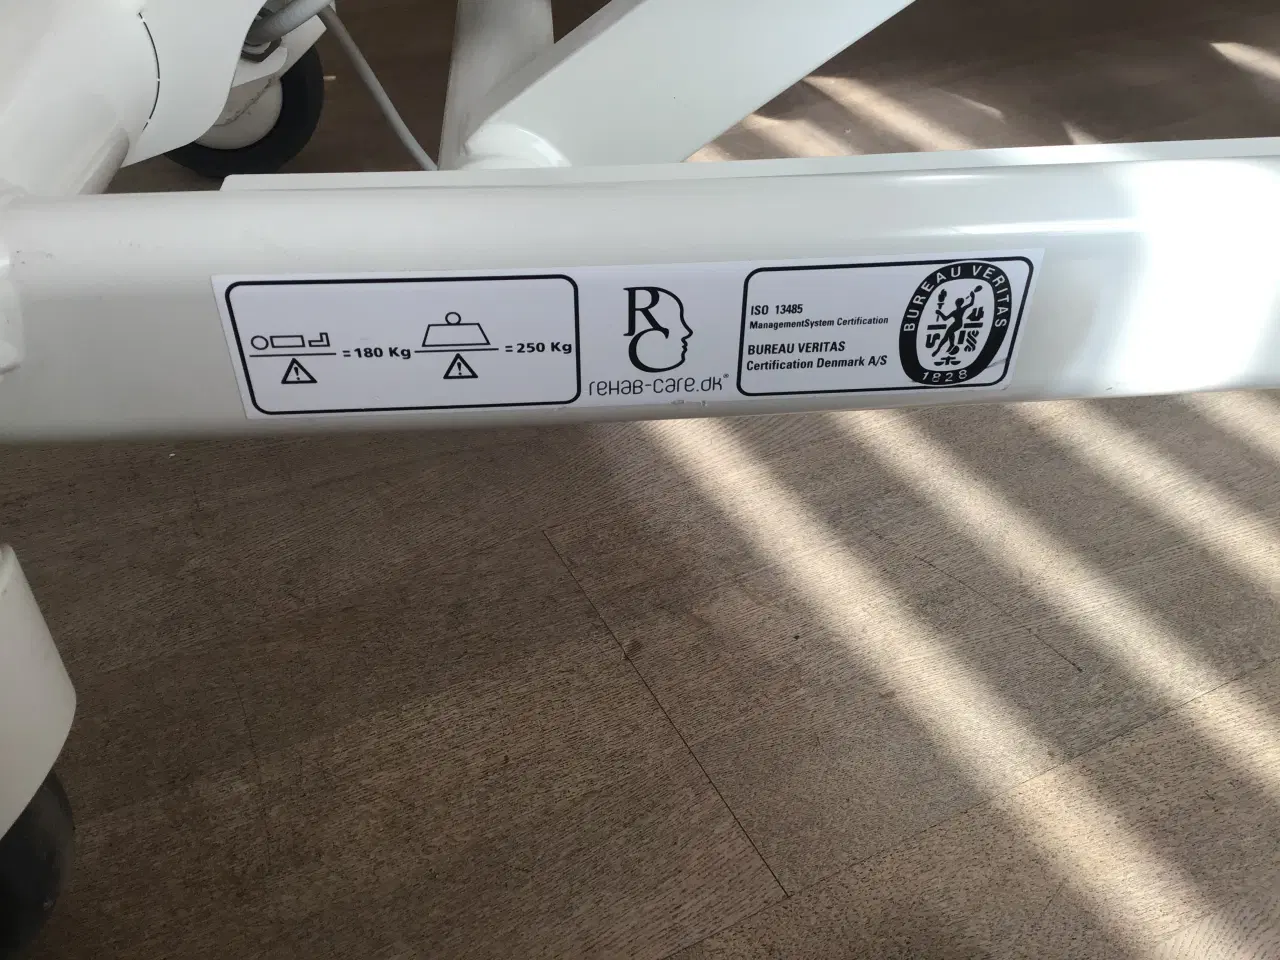 = 180 Kg
= 250 Kg
RC
reHaB-care.dk®
ISO 13485
ManagementSystem Certification
BUREAU VERITAS
Certification Denmark A/S
BUREAU VERITAS
1828